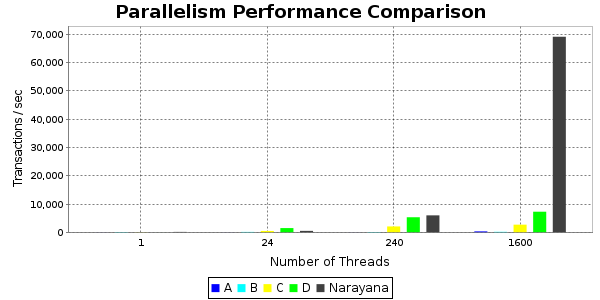 Parallelism Performance Comparison
Transactions / sec
70,000
60,000
50,000
40,000
30,000
20,000
10,000
0
1 24 240 1600
Number of Threads
A B C D Narayana